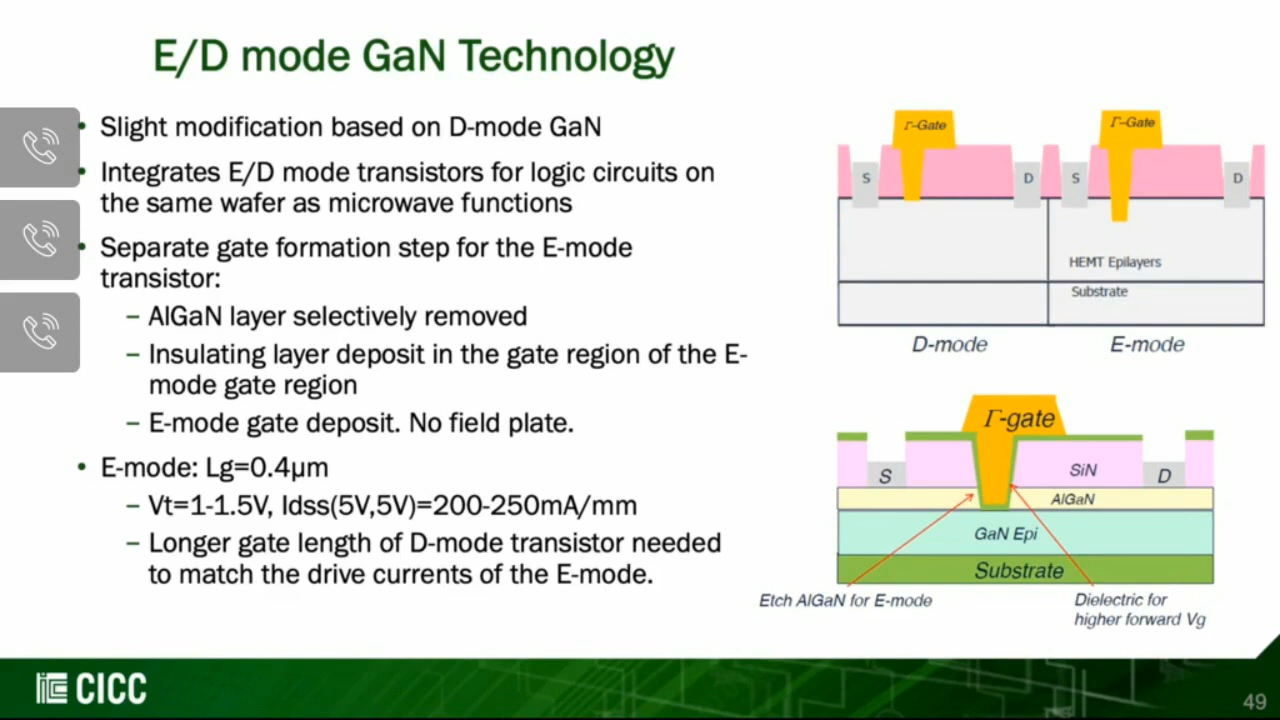 E/D mode GaN Technology
• Slight modification based on D-mode GaN
• Integrates E/D mode transistors for logic circuits on
the same wafer as microwave functions
• Separate gate formation step for the E-mode
transistor:
– AlGaN layer selectively removed
– Insulating layer deposit in the gate region of the E-
mode gate region
– E-mode gate deposit. No field plate.
• E-mode: Lg=0.4µm
– Vt=1-1.5V, Idss(5V,5V)=200-250mA/mm
– Longer gate length of D-mode transistor needed
to match the drive currents of the E-mode.
Γ-Gate Γ-Gate
S D S D
HEMT Epilayers
Substrate
D-mode E-mode
Γ-gate
S SiN D
AlGaN
GaN Epi
Substrate
Etch AlGaN for E-mode
Dielectric for
higher forward Vg
CICC
49